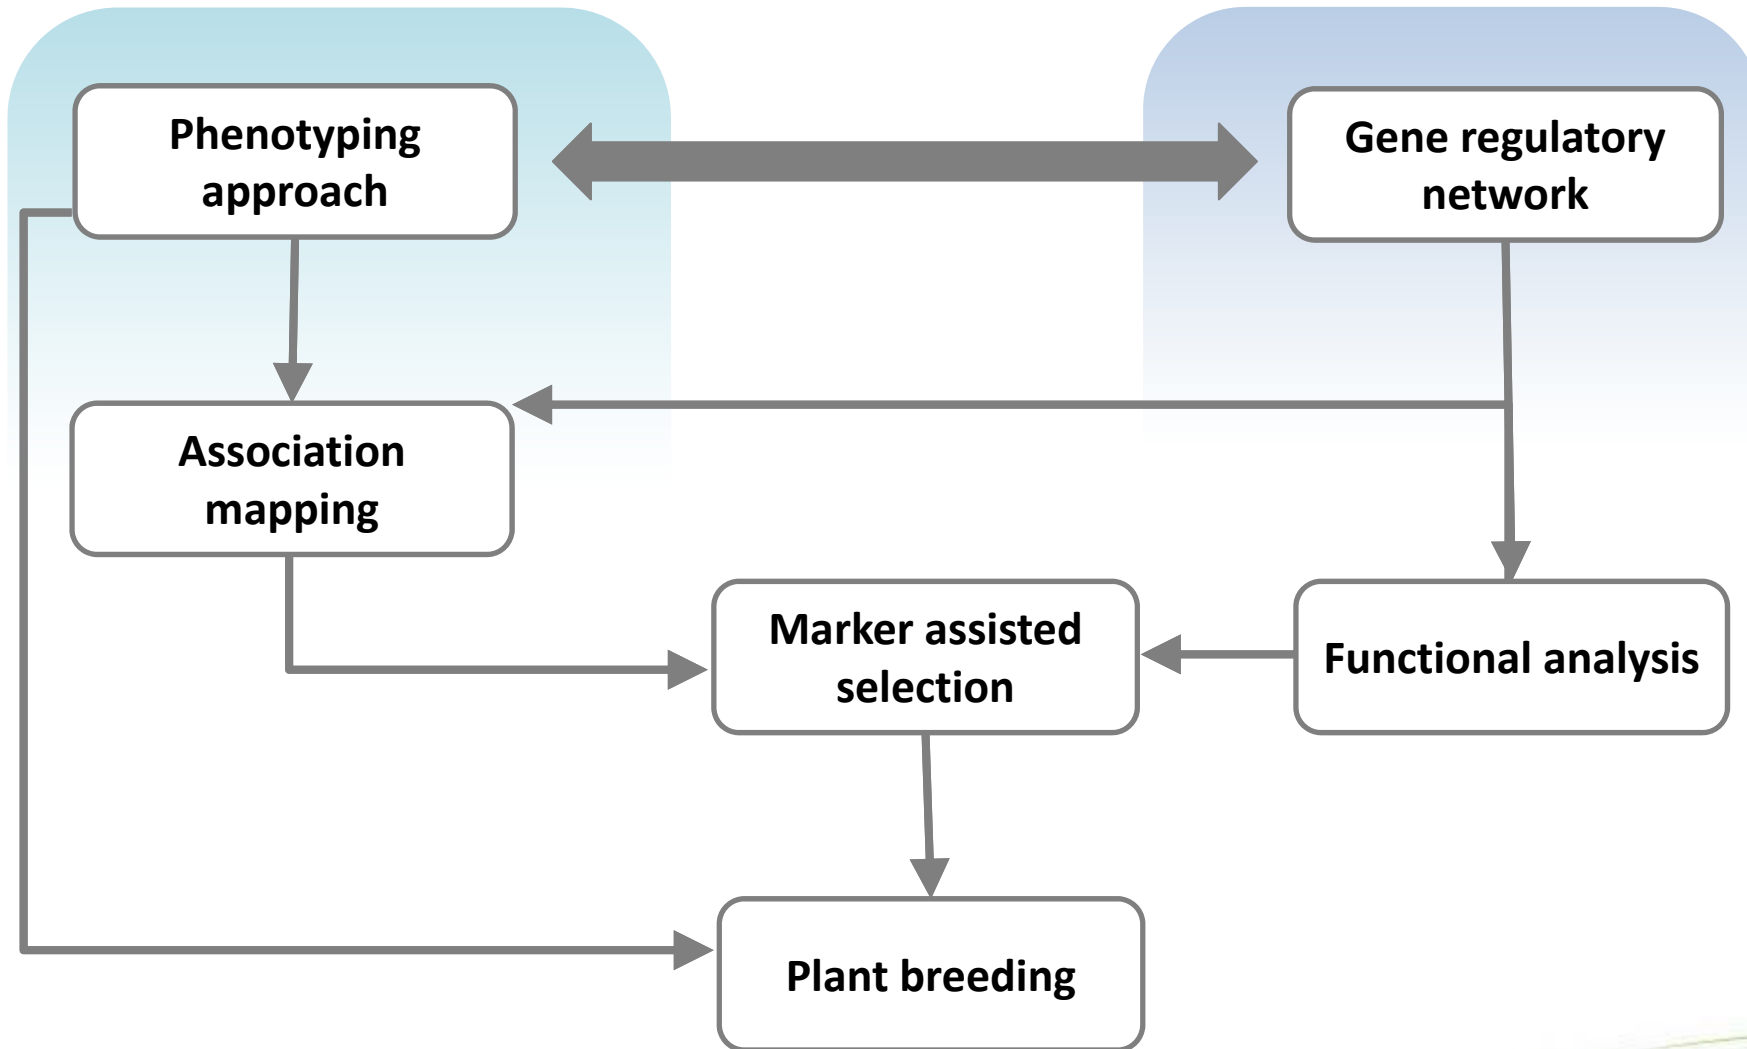 Phenotyping
approach
Gene regulatory
network
Association
mapping
Marker assisted
selection
Functional analysis
Plant breeding